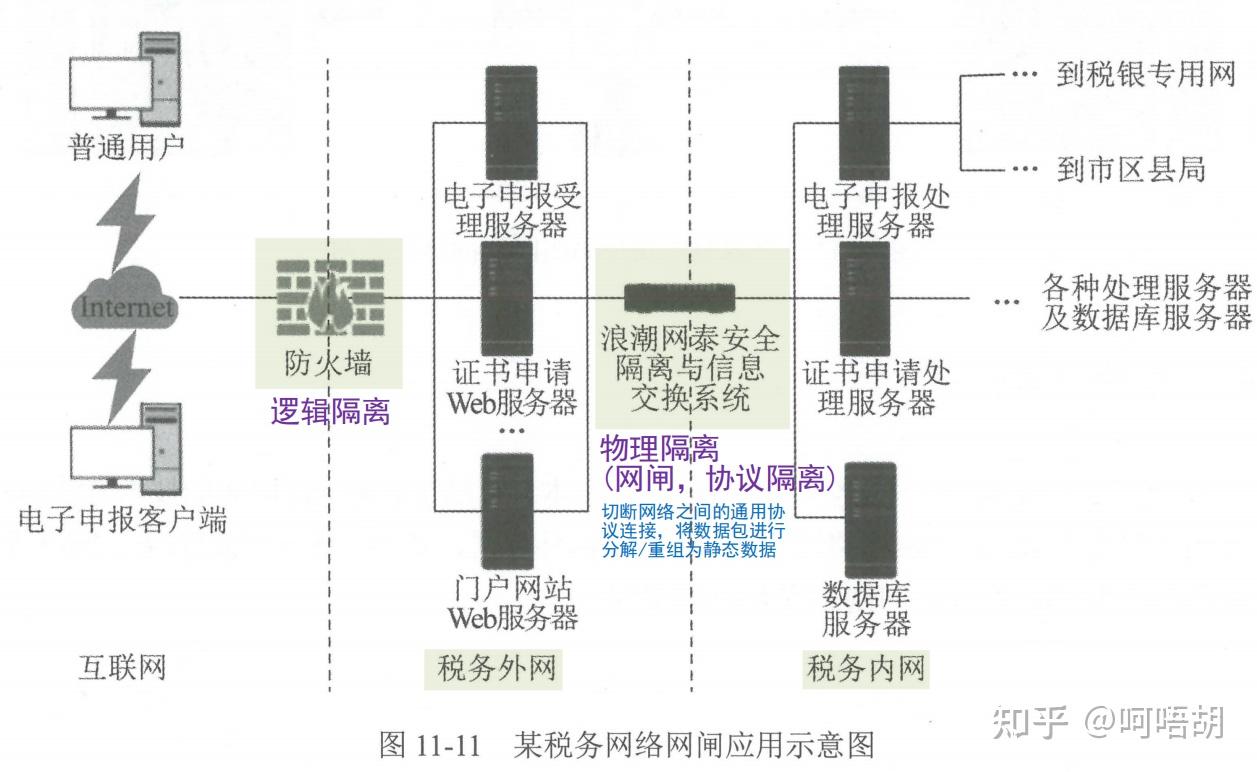 普通用户
Internet
电子申报客户端
互联网
防火墙
逻辑隔离
电子申报受
理服务器
证书申请
Web服务器
...
门户网站
Web服务器
税务外网
浪潮网泰安全
隔离与信息
交换系统
物理隔离
(网闸，协议隔离)
切断网络之间的通用协
议连接，将数据包进行
分解/重组为静态数据
电子申报处
理服务器
证书申请处
理服务器
数据库
服务器
税务内网
... 到税银专用网
... 到市区县局
... 各种处理服务器
及数据库服务器
图 11-11 某税务网络网闸应用示意图
知乎 @呵唔胡